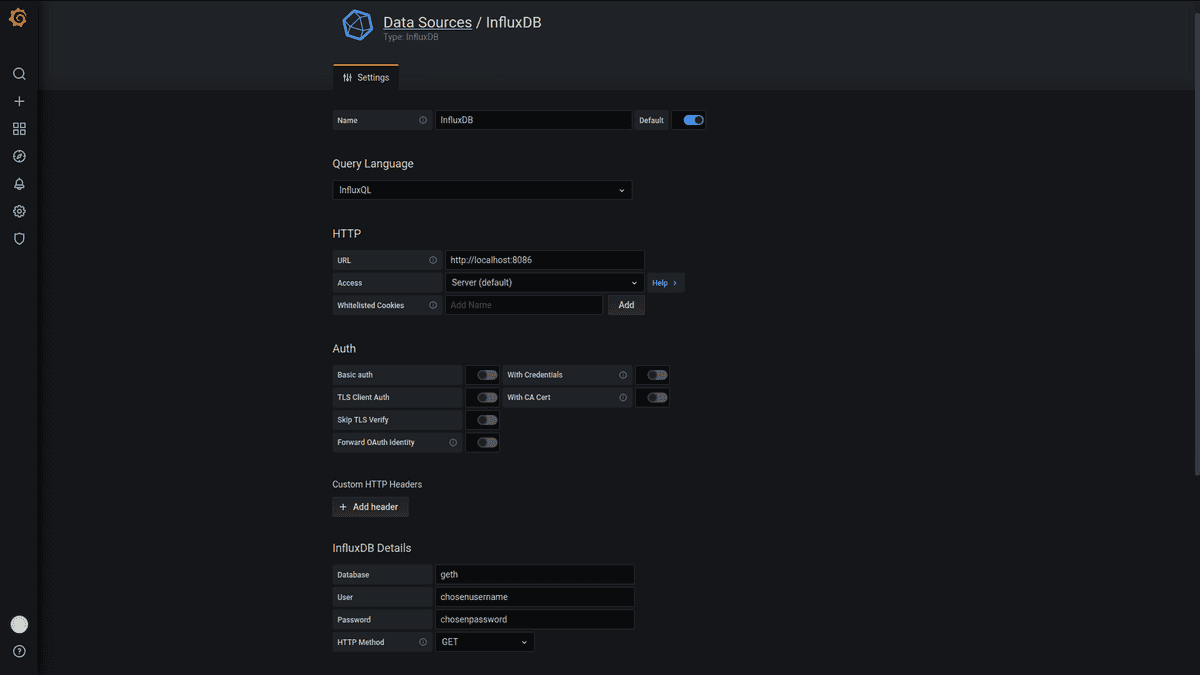 Data Sources / InfluxDB
Type: InfluxDB
Settings
Name InfluxDB Default
Query Language
InfluxQL
HTTP
URL http://localhost:8086
Access Server (default) Help >
Whitelisted Cookies Add Name Add
Auth
Basic auth With Credentials
TLS Client Auth With CA Cert
Skip TLS Verify
Forward OAuth Identity
Custom HTTP Headers
+ Add header
InfluxDB Details
Database geth
User chosenusername
Password chosenpassword
HTTP Method GET